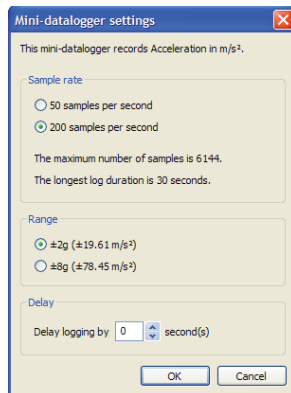 Mini-datalogger settings
This mini-datalogger records Acceleration in m/s².
Sample rate
50 samples per second
200 samples per second
The maximum number of samples is 6144.
The longest log duration is 30 seconds.
Range
±2g (±19.61 m/s²)
±8g (±78.45 m/s²)
Delay
Delay logging by 0 second(s)
OK Cancel